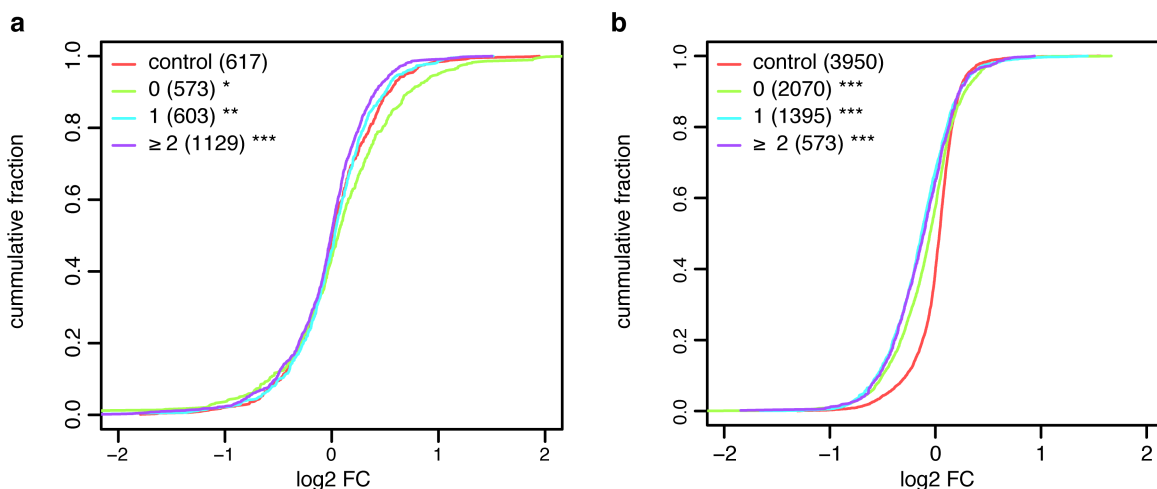 a
control (617)
0 (573) *
1 (603) **
≥ 2 (1129) ***
cummulative fraction
0.0
0.2
0.4
0.6
0.8
1.0
−2
−1
0
1
2
log2 FC
b
control (3950)
0 (2070) ***
1 (1395) ***
≥ 2 (573) ***
cummulative fraction
0.0
0.2
0.4
0.6
0.8
1.0
−2
−1
0
1
2
log2 FC